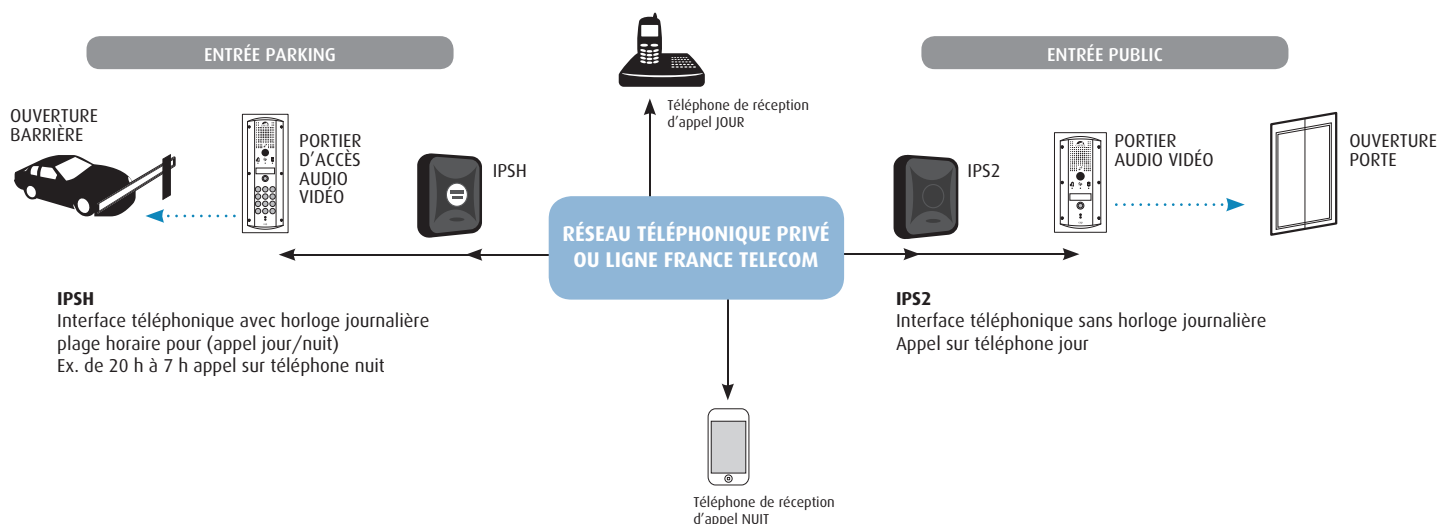 ENTRÉE PARKING
ENTRÉE PUBLIC
Téléphone de réception
d'appel JOUR
OUVERTURE
BARRIÈRE
PORTIER
D'ACCÈS
AUDIO
VIDÉO
IPSH
IPS2
PORTIER
AUDIO VIDÉO
OUVERTURE
PORTE
RÉSEAU TÉLÉPHONIQUE PRIVÉ
OU LIGNE FRANCE TELECOM
IPSH
Interface téléphonique avec horloge journalière
plage horaire pour (appel jour/nuit)
Ex. de 20 h à 7 h appel sur téléphone nuit
IPS2
Interface téléphonique sans horloge journalière
Appel sur téléphone jour
Téléphone de réception
d'appel NUIT